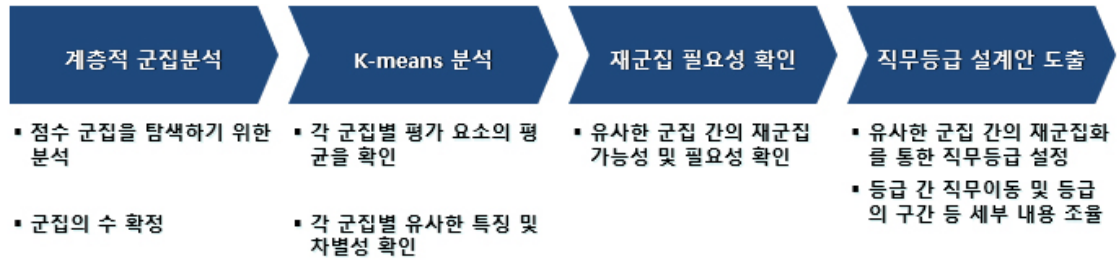 계층적 군집분석
K-means 분석
재군집 필요성 확인
직무등급 설계안 도출
▪ 점수 군집을 탐색하기 위한
분석
▪ 군집의 수 확정
▪ 각 군집별 평가 요소의 평
균을 확인
▪ 각 군집별 유사한 특징 및
차별성 확인
▪ 유사한 군집 간의 재군집
가능성 및 필요성 확인
▪ 유사한 군집 간의 재군집화
를 통한 직무등급 설정
▪ 등급 간 직무이동 및 등급
의 구간 등 세부 내용 조율